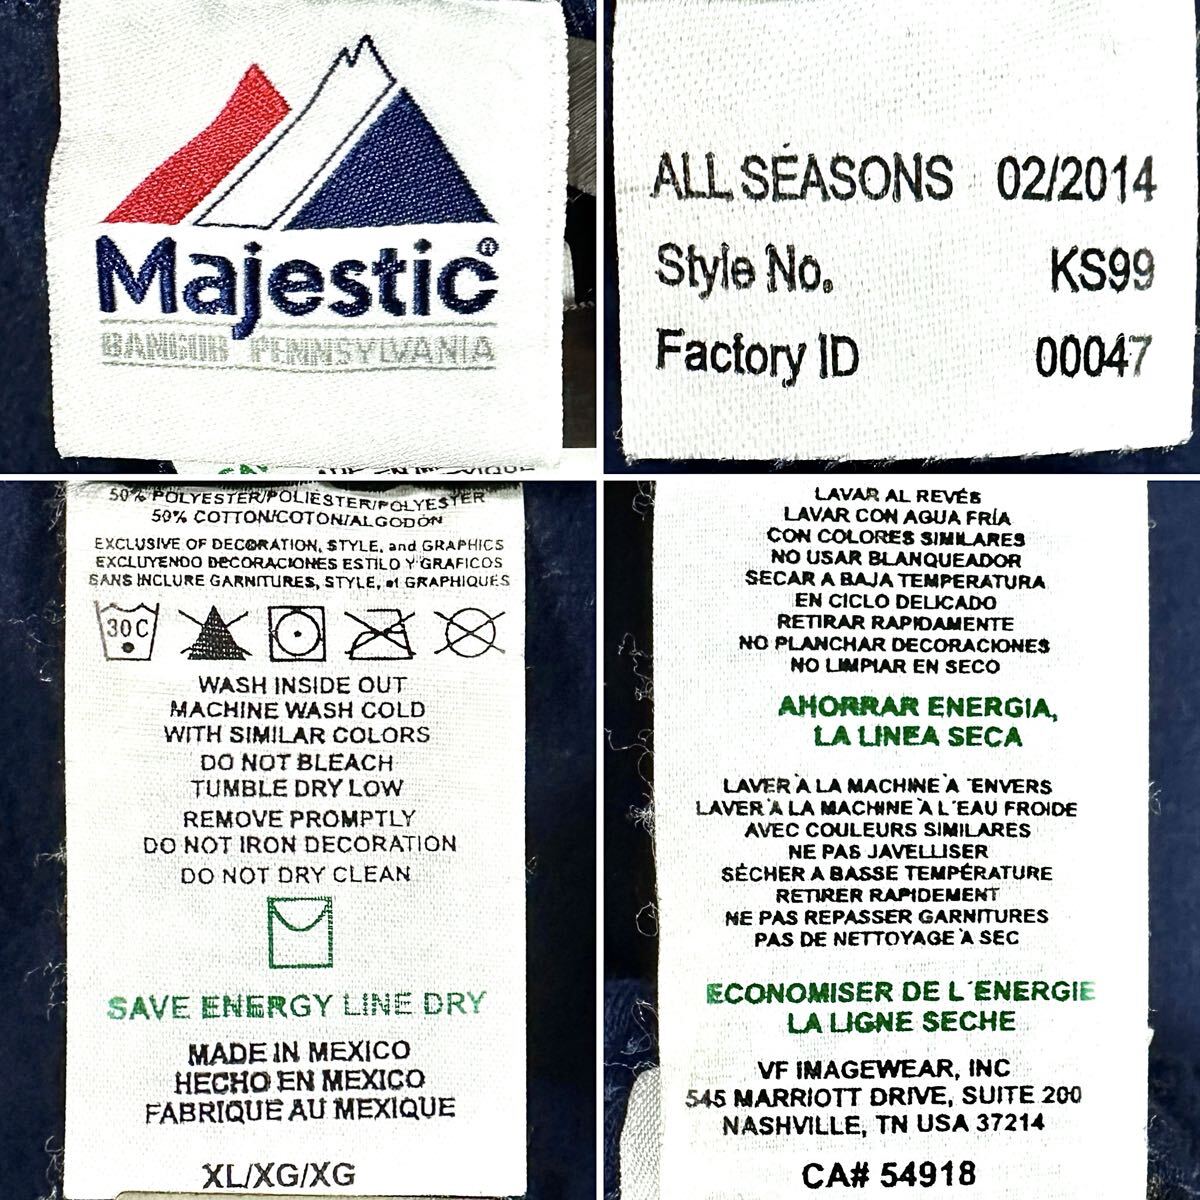 Majestic®
BANGOR PENNSYLVANIA
ALL SEASONS 02/2014
Style No. KS99
Factory ID 00047
50% POLYESTER/POLIÉSTER/POLYESTER
50% COTTON/COTON/ALGODÓN
EXCLUSIVE OF DECORATION, STYLE, and GRAPHICS
EXCLUYENDO DECORACIONES ESTILO Y GRAFICOS
SANS INCLURE GARNITURES, STYLE, et GRAPHIQUES
30C
WASH INSIDE OUT
MACHINE WASH COLD
WITH SIMILAR COLORS
DO NOT BLEACH
TUMBLE DRY LOW
REMOVE PROMPTLY
DO NOT IRON DECORATION
DO NOT DRY CLEAN
SAVE ENERGY LINE DRY
MADE IN MEXICO
HECHO EN MEXICO
FABRIQUE AU MEXIQUE
XL/XG/XG
LAVAR AL REVÉS
LAVAR CON AGUA FRÍA
CON COLORES SIMILARES
NO USAR BLANQUEADOR
SECAR A BAJA TEMPERATURA
EN CICLO DELICADO
RETIRAR RAPIDAMENTE
NO PLANCHAR DECORACIONES
NO LIMPIAR EN SECO
AHORRAR ENERGIA,
LA LINEA SECA
LAVER À LA MACHINE À ´ENVERS
LAVER À LA MACHINE À L´EAU FROIDE
AVEC COULEURS SIMILARES
NE PAS JAVELLISER
SÉCHER A BASSE TEMPÉRATURE
RETIRER RAPIDEMENT
NE PAS REPASSER GARNITURES
PAS DE NETTOYAGE À SEC
ECONOMISER DE L´ENERGIE
LA LIGNE SECHE
VF IMAGEWEAR, INC
545 MARRIOTT DRIVE, SUITE 200
NASHVILLE, TN USA 37214
CA# 54918